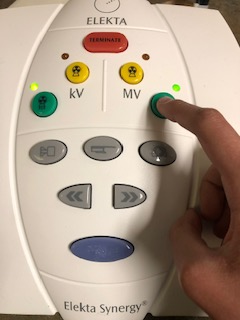 ELEKTA
TERMINATE
kV MV
Elekta Synergy®